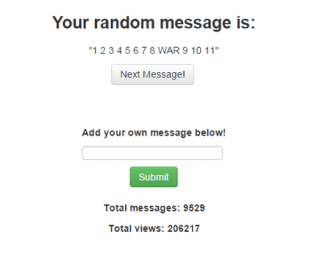 Your random message is:
"1 2 3 4 5 6 7 8 WAR 9 10 11"
Next Message!
Add your own message below!
Submit
Total messages: 9529
Total views: 206217